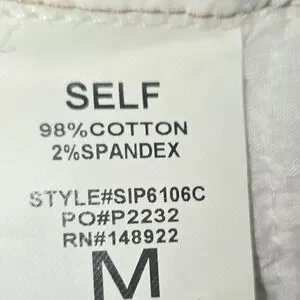 SELF
98%COTTON
2%SPANDEX
STYLE#SIP6106C
PO#P2232
RN#148922
M